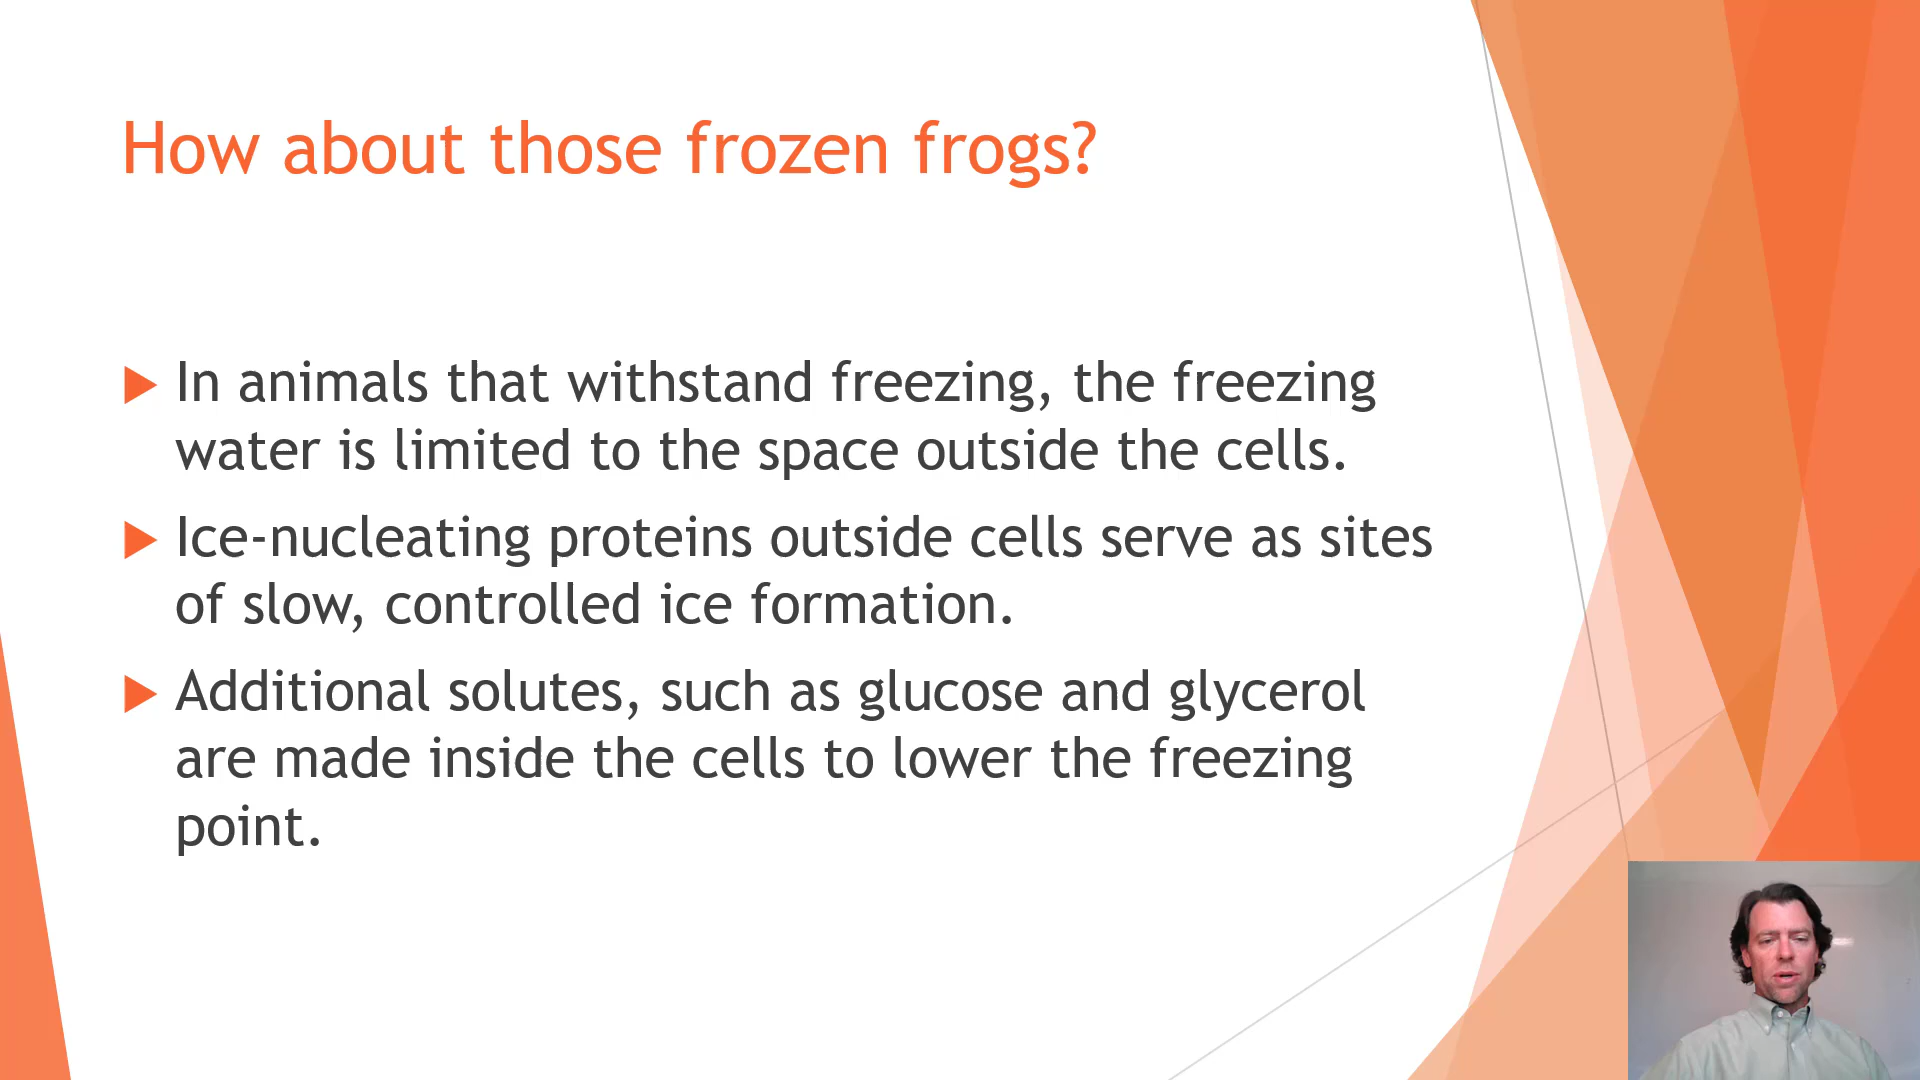 How about those frozen frogs?
In animals that withstand freezing, the freezing
water is limited to the space outside the cells.
Ice-nucleating proteins outside cells serve as sites
of slow, controlled ice formation.
Additional solutes, such as glucose and glycerol
are made inside the cells to lower the freezing
point.